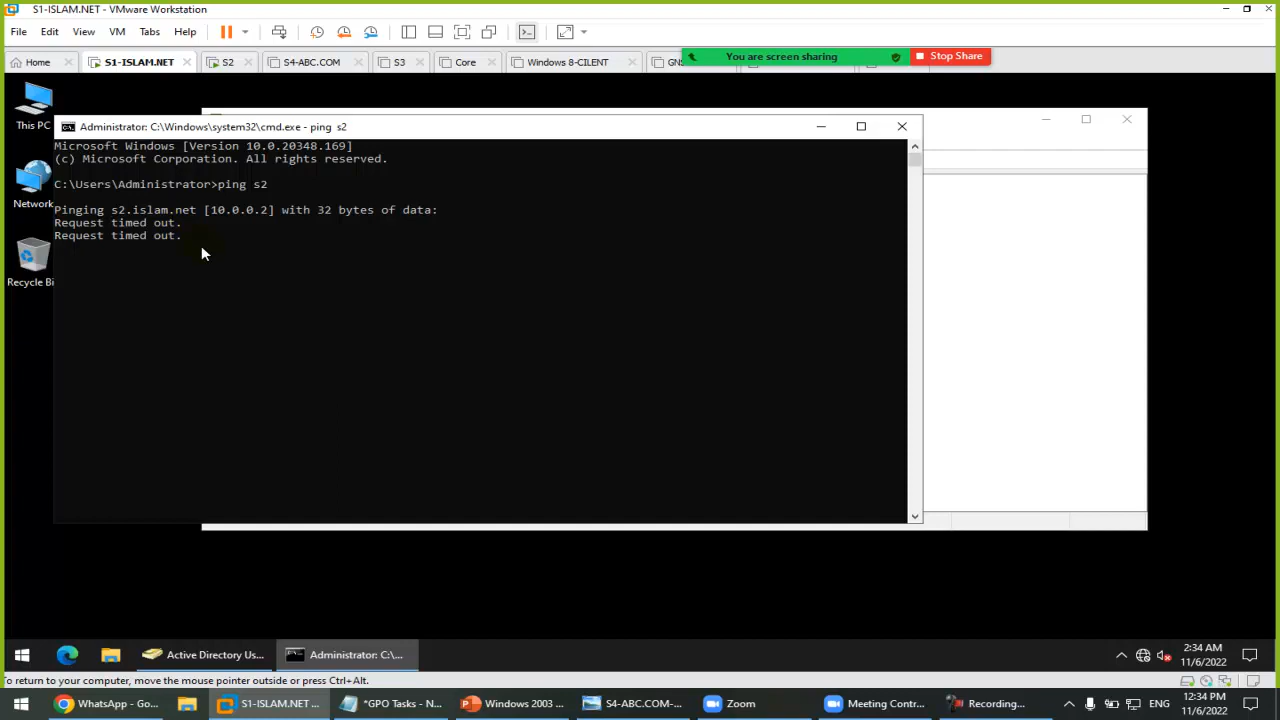 S1-ISLAM.NET - VMware Workstation
File Edit View VM Tabs Help
Home S1-ISLAM.NET S2 -ABC.COM S3 Core Windows 8-CILENT
You are screen sharing Stop Share
This PC
Administrator: C:\Windows\system32\cmd.exe - ping s2
Microsoft Windows [Version 10.0.20348.169]
(c) Microsoft Corporation. All rights reserved.
C:\Users\Administrator>ping s2
Pinging s2.islam.net [10.0.0.2] with 32 bytes of data:
Request timed out.
Request timed out.
Network
Recycle Bi
Active Directory Us... Administrator: C:\... 2:34 AM
11/6/2022
To return to your computer, move the mouse pointer outside or press Ctrl+Alt.
WhatsApp - Go... S1-ISLAM.NET ... *GPO Tasks - N... Windows 2003 ... S4-ABC.COM-... Zoom Meeting Contr... Recording... ENG 12:34 PM
11/6/2022